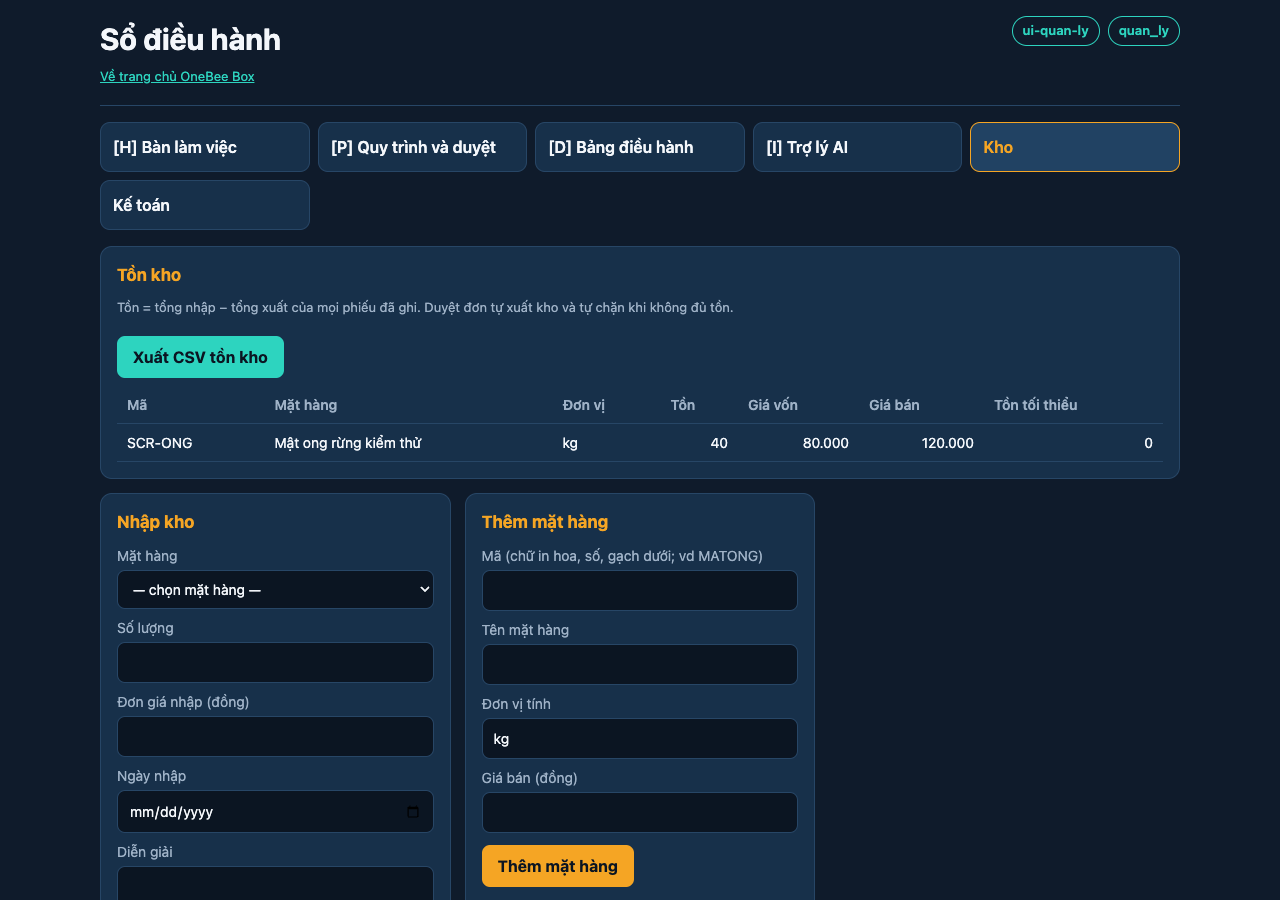 Sổ điều hành
ui-quan-ly
quan_ly
Về trang chủ OneBee Box
[H] Bàn làm việc
[P] Quy trình và duyệt
[D] Bảng điều hành
[I] Trợ lý AI
Kho
Kế toán
Tồn kho
Tồn = tổng nhập − tổng xuất của mọi phiếu đã ghi. Duyệt đơn tự xuất kho và tự chặn khi không đủ tồn.
Xuất CSV tồn kho
Mã Mặt hàng Đơn vị Tồn Giá vốn Giá bán Tồn tối thiểu
SCR-ONG Mật ong rừng kiểm thử kg 40 80.000 120.000 0
Nhập kho
Mặt hàng
— chọn mặt hàng —
Số lượng
Đơn giá nhập (đồng)
Ngày nhập
mm/dd/yyyy
Diễn giải
Thêm mặt hàng
Mã (chữ in hoa, số, gạch dưới; vd MATONG)
Tên mặt hàng
Đơn vị tính
kg
Giá bán (đồng)
Thêm mặt hàng